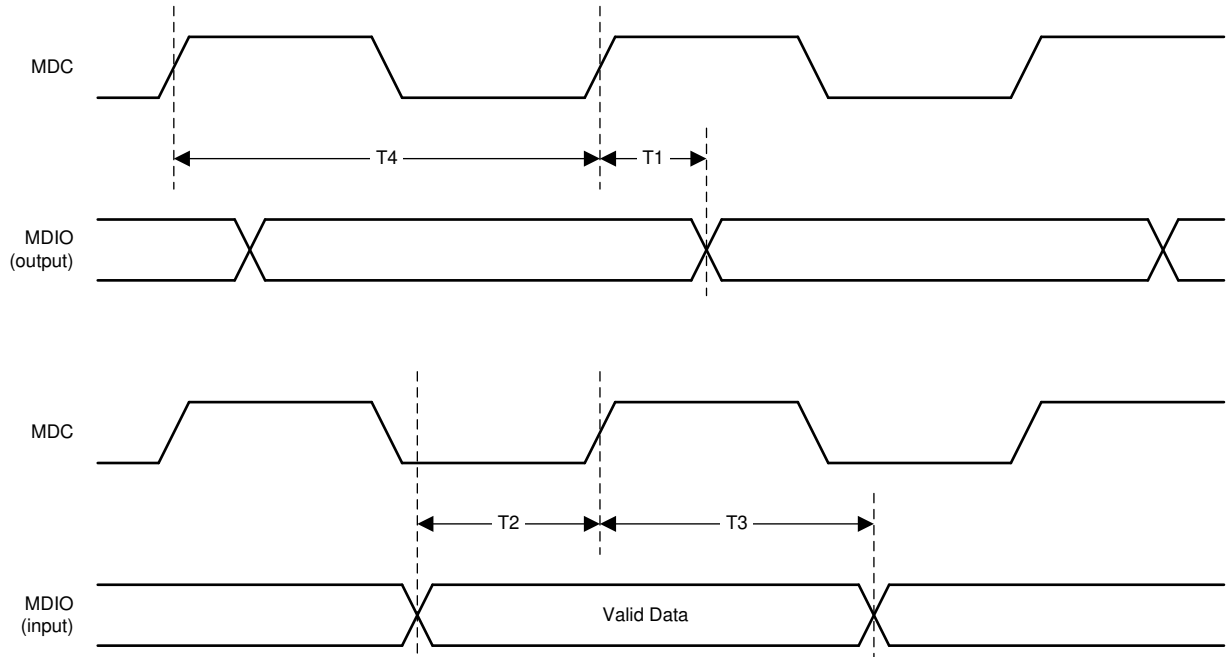 MDC
T4
T1
MDIO
(output)
MDC
T2
T3
MDIO
(input)
Valid Data